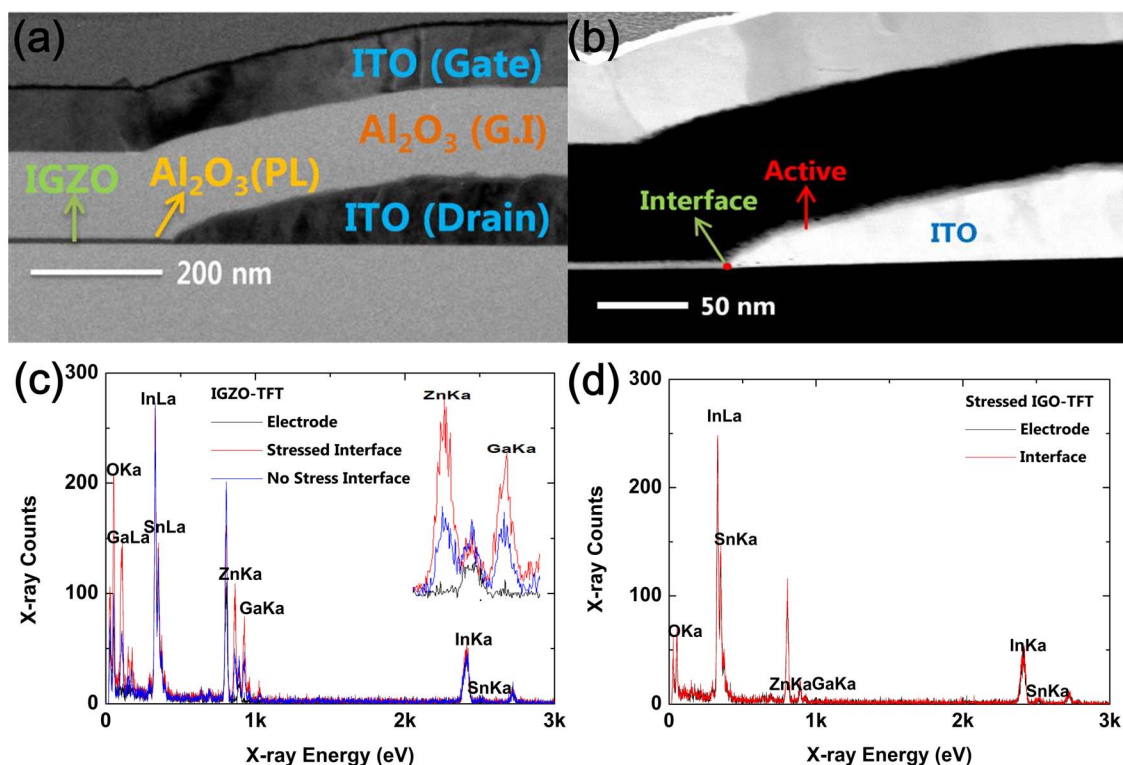 (a)
ITO (Gate)
Al₂O₃ (G.I)
IGZO
Al₂O₃(PL)
ITO (Drain)
200 nm
(b)
Active
Interface
ITO
50 nm
(c)
300
200
100
0
X-ray Counts
InLa
OKa
SnLa
GaLa
ZnKa
GaKa
InKa
SnKa
IGZO-TFT
Electrode
Stressed Interface
No Stress Interface
ZnKa
GaKa
0
1k
2k
3k
X-ray Energy (eV)
(d)
300
200
100
0
X-ray Counts
InLa
SnKa
OKa
ZnKaGaKa
InKa
SnKa
Stressed IGO-TFT
Electrode
Interface
0
1k
2k
3k
X-ray Energy (eV)